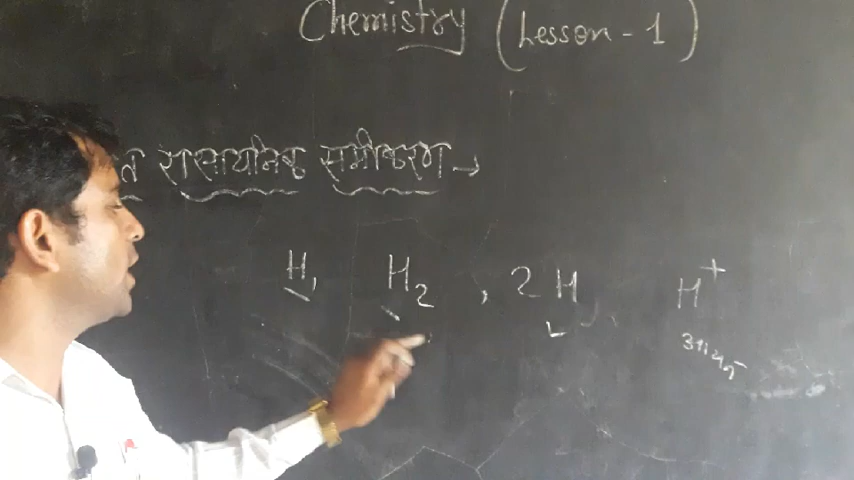 Chemistry (Lesson - 1)
रासायनिक समीकरण →
H, H₂, 2H H⁺
आयन